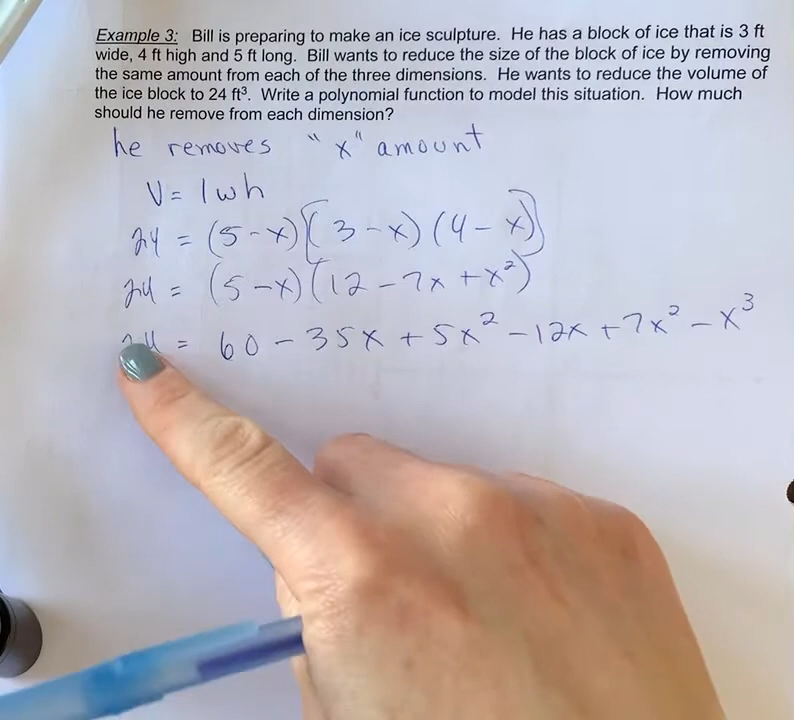 Example 3: Bill is preparing to make an ice sculpture. He has a block of ice that is 3 ft
wide, 4 ft high and 5 ft long. Bill wants to reduce the size of the block of ice by removing
the same amount from each of the three dimensions. He wants to reduce the volume of
the ice block to 24 ft³. Write a polynomial function to model this situation. How much
should he remove from each dimension?
he removes "x" amount
V = lwh
24 = (5-x)[(3-x)(4-x)]
24 = (5-x)(12-7x+x²)
24 = 60-35x+5x²-12x+7x²-x³